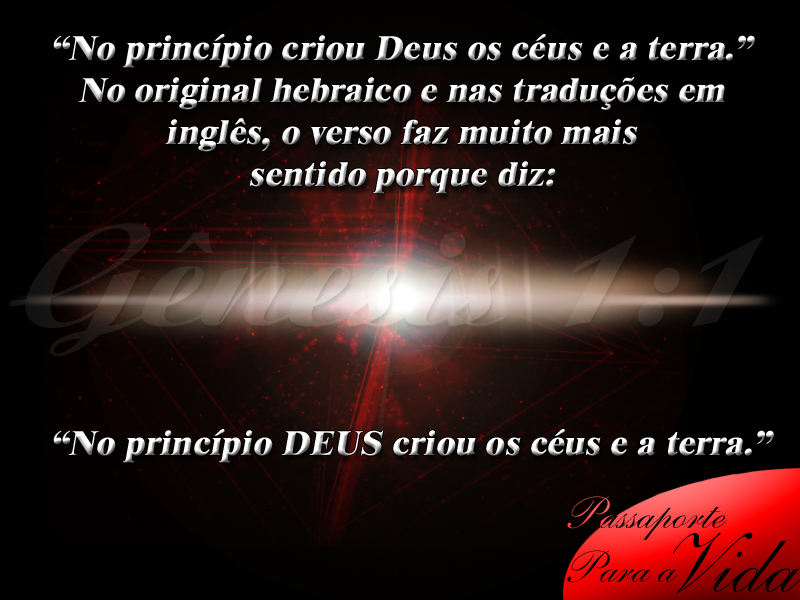 “No princípio criou Deus os céus e a terra.”
No original hebraico e nas traduções em
inglês, o verso faz muito mais
sentido porque diz:
Gênesis 1:1
“No princípio DEUS criou os céus e a terra.”
Passaporte
Para a Vida